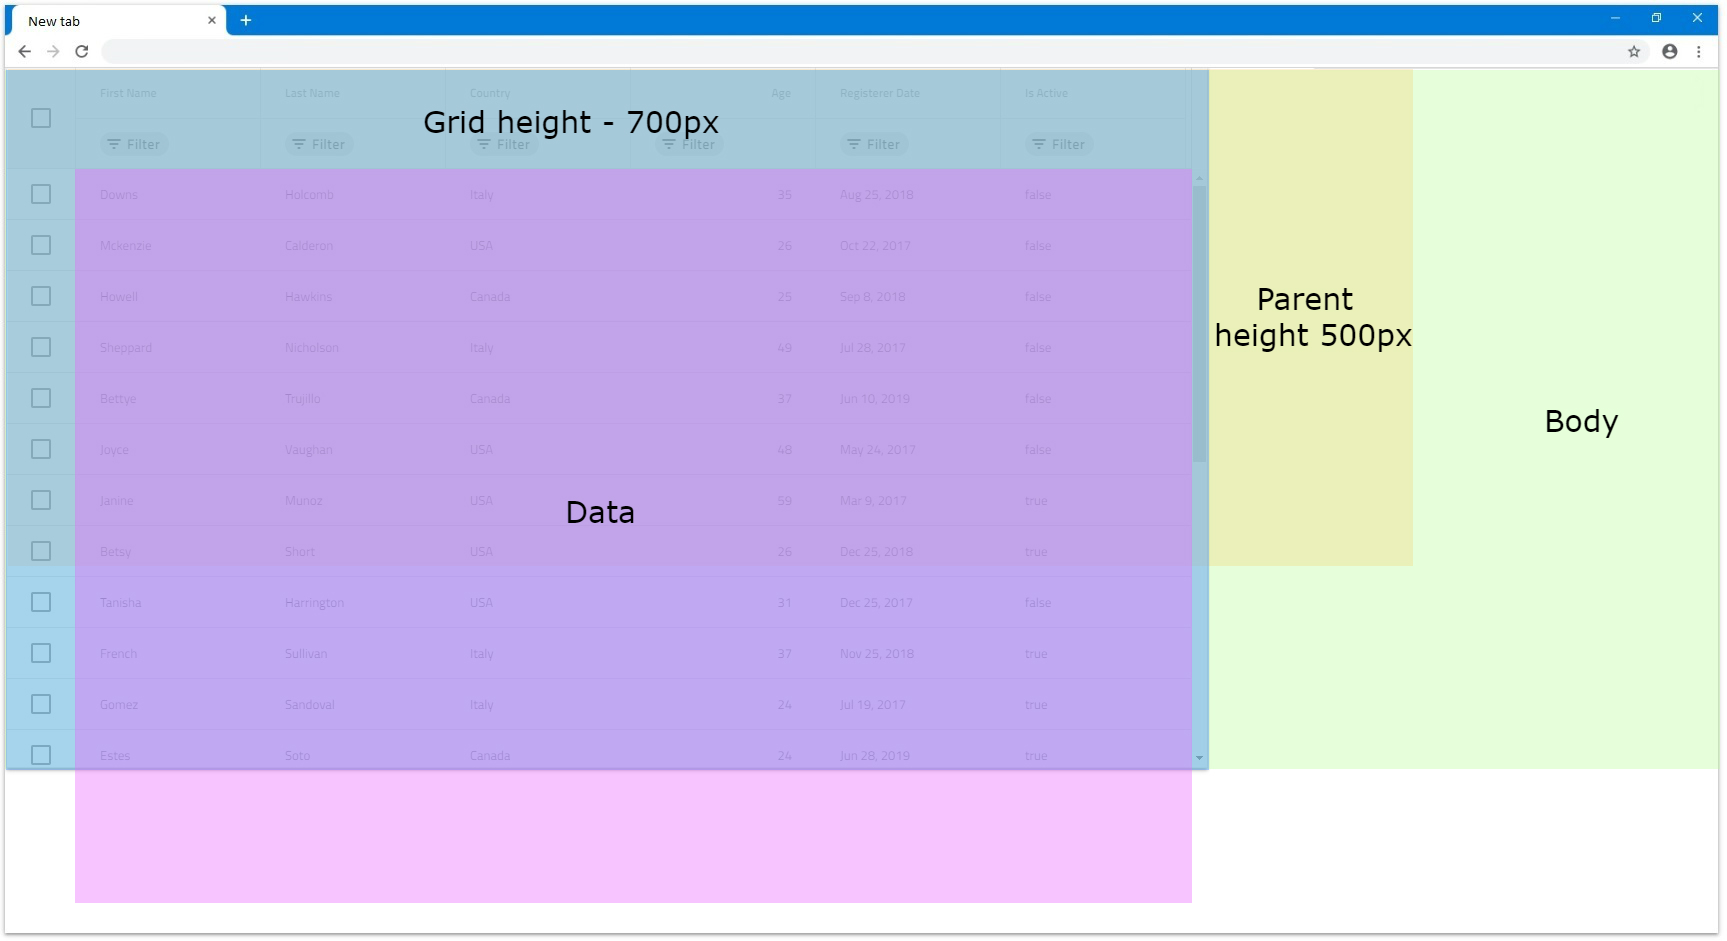 New tab
First Name Last Name Country Age Registerer Date Is Active
Grid height - 700px
Filter Filter Filter Filter Filter Filter
Downs Holcomb Italy 35 Aug 25, 2018 false
Mckenzie Calderon USA 26 Oct 22, 2017 false
Howell Hawkins Canada 25 Sep 8, 2018 false
Parent
height 500px
Sheppard Nicholson Italy 49 Jul 28, 2017 false
Bettye Trujillo Canada 37 Jun 10, 2019 false
Body
Joyce Vaughan USA 48 May 24, 2017 false
Janine Munoz USA 59 Mar 9, 2017 true
Data
Betsy Short USA 26 Dec 25, 2018 true
Tanisha Harrington USA 31 Dec 25, 2017 false
French Sullivan Italy 37 Nov 25, 2018 true
Gomez Sandoval Italy 24 Jul 19, 2017 true
Estes Soto Canada 24 Jun 28, 2019 true